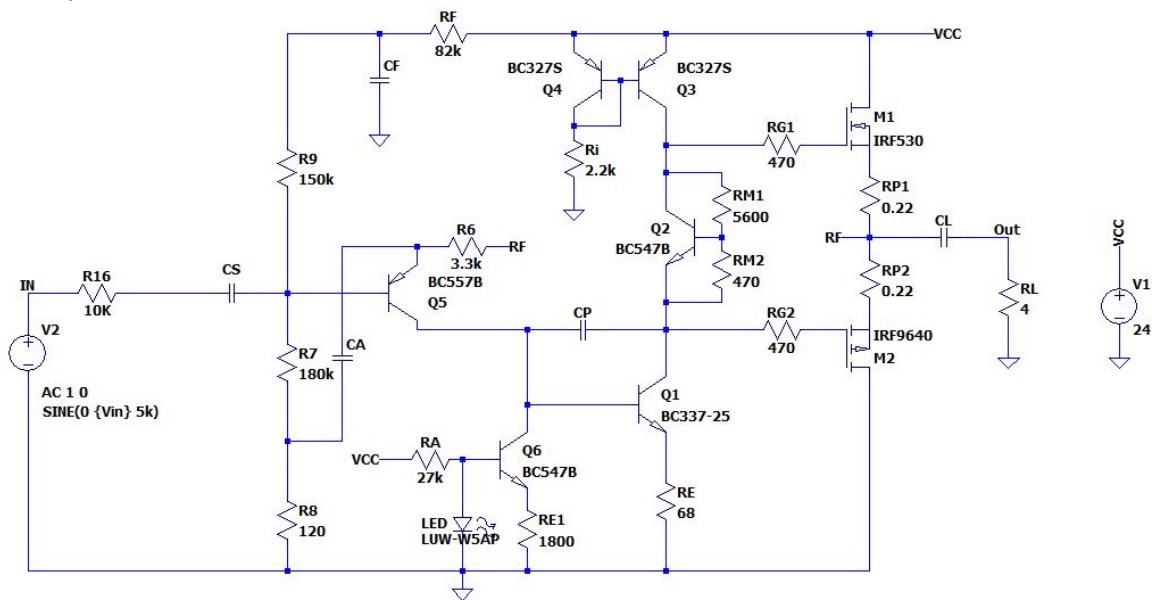 RF
82k
VCC
CF
BC327S
Q4
BC327S
Q3
M1
IRF530
R9
150k
Ri
2.2k
RG1
470
RM1
5600
RP1
0.22
Q2
BC547B
RM2
470
RF
CL
Out
R6
3.3k
RF
BC557B
Q5
IN
R16
10K
CS
V2
AC 1 0
SINE(0 {Vin} 5k)
R7
180k
CA
CP
RG2
470
RP2
0.22
IRF9640
M2
RL
4
VCC
V1
24
Q1
BC337-25
VCC
RA
27k
Q6
BC547B
R8
120
LED
LUW-W5AP
RE1
1800
RE
68